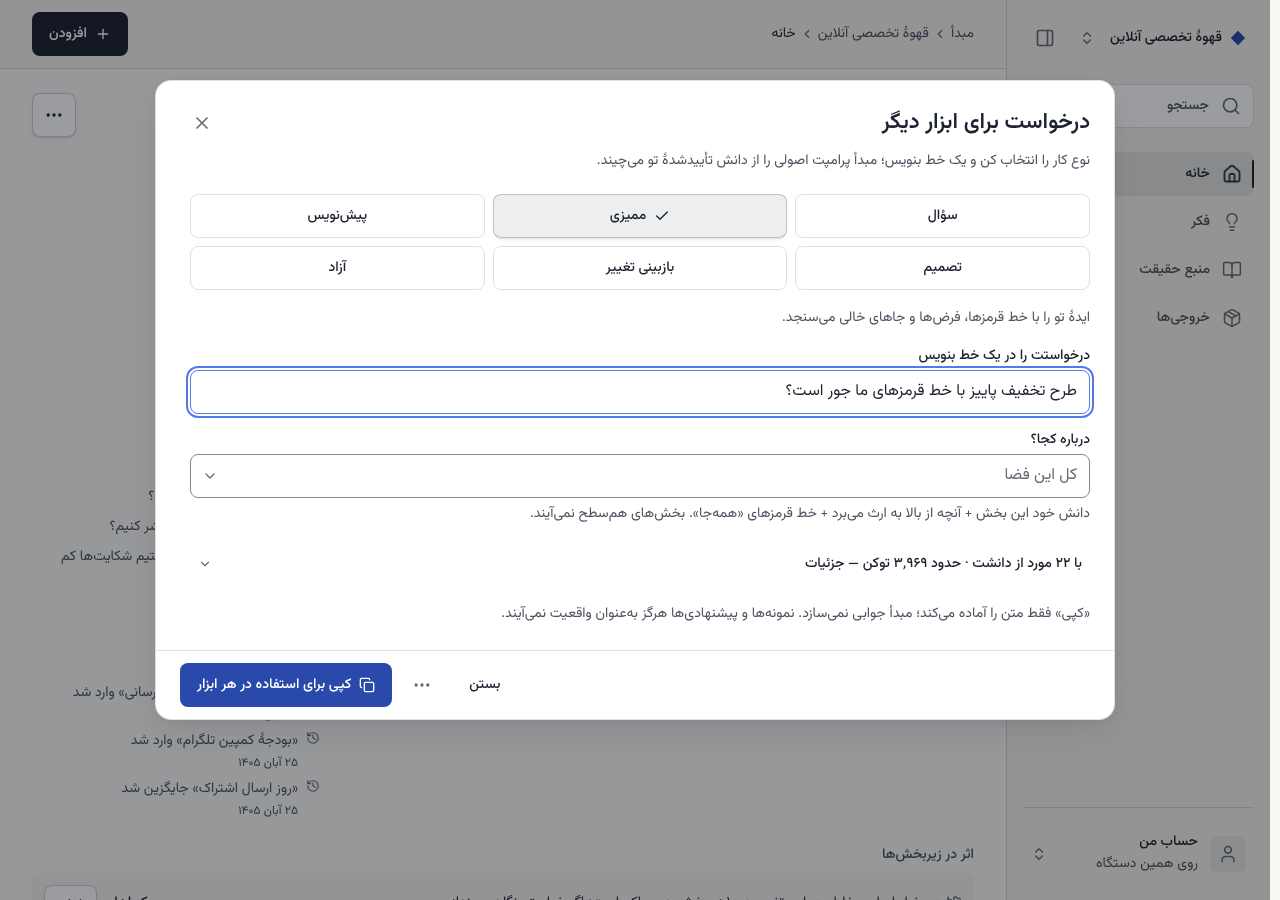 قهوهٔ تخصصی آنلاین
مبدأ › قهوهٔ تخصصی آنلاین › خانه
افزودن
جستجو
خانه
فکر
منبع حقیقت
خروجی‌ها
درخواست برای ابزار دیگر
نوع کار را انتخاب کن و یک خط بنویس؛ مبدأ پرامپت اصولی را از دانش تأییدشدهٔ تو می‌چیند.
سؤال
ممیزی
پیش‌نویس
تصمیم
بازبینی تغییر
آزاد
ایدهٔ تو را با خط قرمزها، فرض‌ها و جاهای خالی می‌سنجد.
درخواستت را در یک خط بنویس
طرح تخفیف پاییز با خط قرمزهای ما جور است؟
درباره کجا؟
کل این فضا
دانش خود این بخش + آنچه از بالا به ارث می‌برد + خط قرمزهای «همه‌جا». بخش‌های هم‌سطح نمی‌آیند.
با ۲۲ مورد از دانشت · حدود ۳٬۹۶۹ توکن — جزئیات
«کپی» فقط متن را آماده می‌کند؛ مبدأ جوابی نمی‌سازد. نمونه‌ها و پیشنهادی‌ها هرگز به‌عنوان واقعیت نمی‌آیند.
بستن
کپی برای استفاده در هر ابزار
؟
کنیم؟
شکایت‌ها کم
وارد شد
«بودجهٔ کمپین تلگرام» وارد شد
۲۵ آبان ۱۴۰۵
«روز ارسال اشتراک» جایگزین شد
۲۵ آبان ۱۴۰۵
اثر در زیربخش‌ها
حساب من
روی همین دستگاه